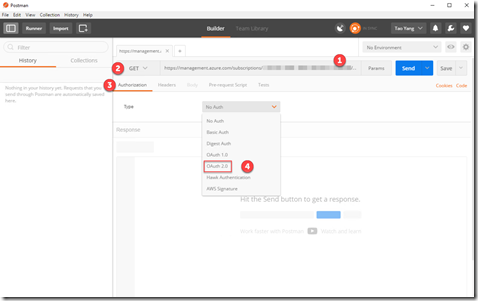 Postman
File Edit View Collection History Help
Runner Import Builder Team Library Tao Yang
Filter
History Collections
Nothing in your history yet. Requests that you
send through Postman are automatically saved
here.
https://management.a
No Environment
1
2 GET https://management.azure.com/subscriptions/ Params Send Save
3 Authorization Headers Body Pre-request Script Tests Cookies Code
Type No Auth
No Auth
Basic Auth
Digest Auth
OAuth 1.0
OAuth 2.0 4
Hawk Authentication
AWS Signature
Response
Hit the Send button to get a response.